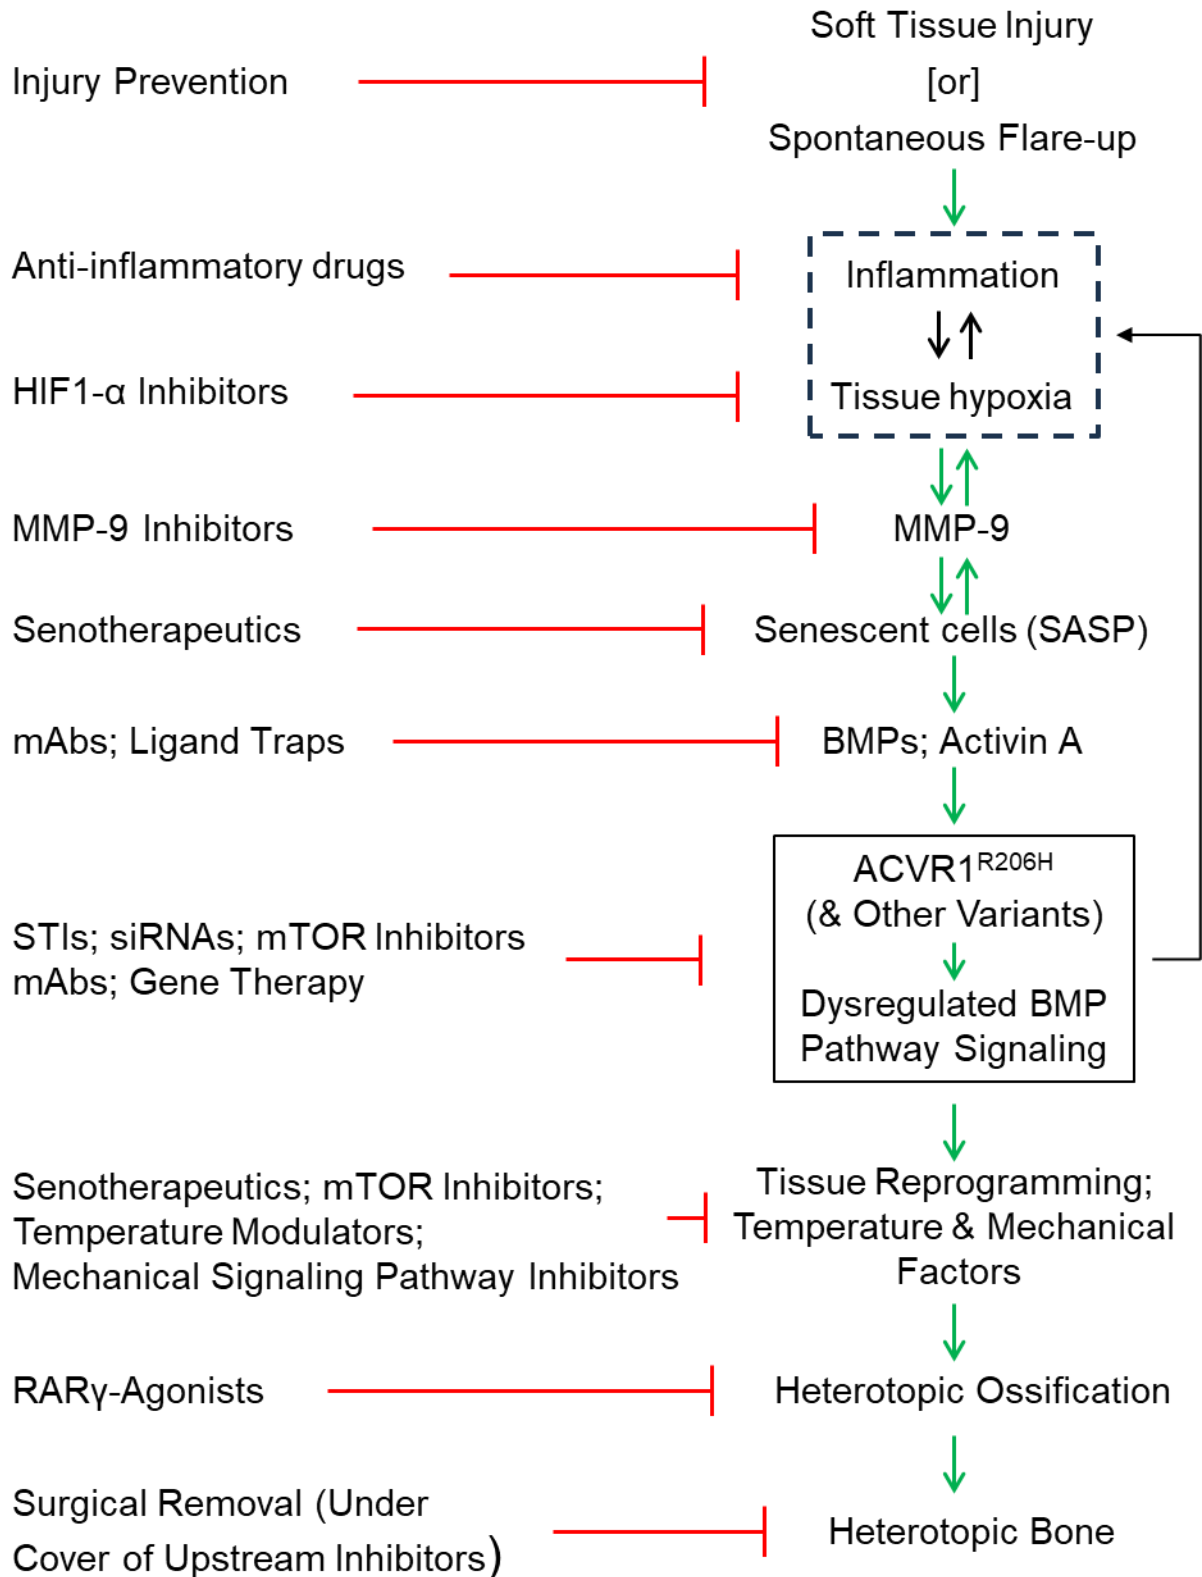 Soft Tissue Injury
Injury Prevention
[or]
Spontaneous Flare-up
Anti-inflammatory drugs
Inflammation
HIF1-α Inhibitors
Tissue hypoxia
MMP-9 Inhibitors
MMP-9
Senotherapeutics
Senescent cells (SASP)
mAbs; Ligand Traps
BMPs; Activin A
ACVR1^R206H
(& Other Variants)
STIs; siRNAs; mTOR Inhibitors
mAbs; Gene Therapy
Dysregulated BMP
Pathway Signaling
Senotherapeutics; mTOR Inhibitors;
Temperature Modulators;
Mechanical Signaling Pathway Inhibitors
Tissue Reprogramming;
Temperature & Mechanical
Factors
RARγ-Agonists
Heterotopic Ossification
Surgical Removal (Under
Cover of Upstream Inhibitors)
Heterotopic Bone